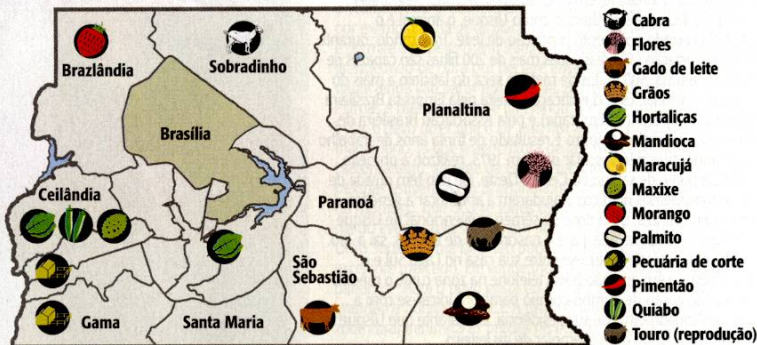 Brazlândia
Sobradinho
Planaltina
Brasília
Ceilândia
Paranoá
São
Sebastião
Gama
Santa Maria
Cabra
Flores
Gado de leite
Grãos
Hortaliças
Mandioca
Maracujá
Maxixe
Morango
Palmito
Pecuária de corte
Pimentão
Quiabo
Touro (reprodução)